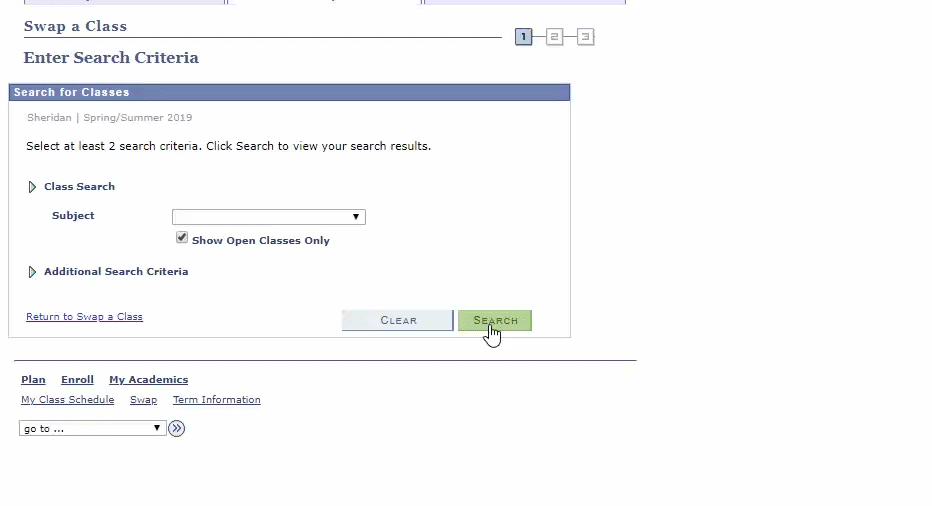 Swap a Class
1 2 3
Enter Search Criteria
Search for Classes
Sheridan | Spring/Summer 2019
Select at least 2 search criteria. Click Search to view your search results.
Class Search
Subject
Show Open Classes Only
Additional Search Criteria
Return to Swap a Class CLEAR SEARCH
Plan Enroll My Academics
My Class Schedule Swap Term Information
go to ...